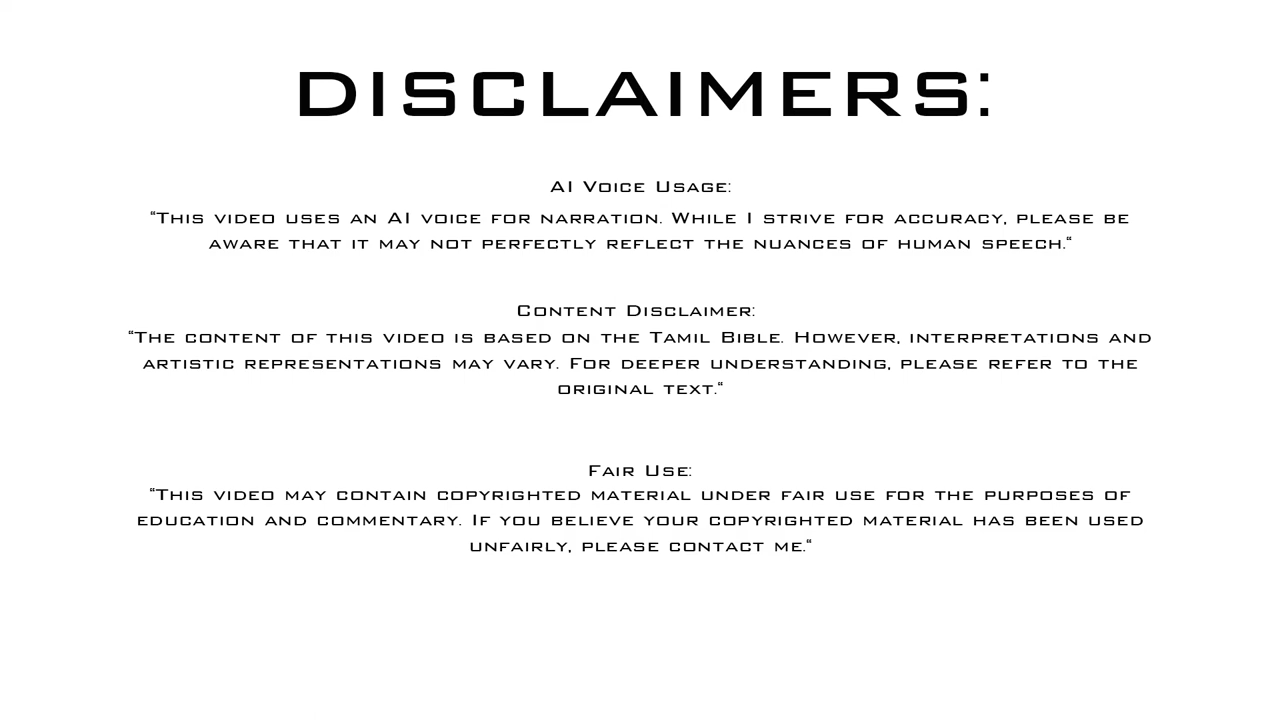 DISCLAIMERS:
AI Voice Usage:
“This video uses an AI voice for narration. While I strive for accuracy, please be
aware that it may not perfectly reflect the nuances of human speech.“
Content Disclaimer:
“The content of this video is based on the Tamil Bible. However, interpretations and
artistic representations may vary. For deeper understanding, please refer to the
original text.“
Fair Use:
“This video may contain copyrighted material under fair use for the purposes of
education and commentary. If you believe your copyrighted material has been used
unfairly, please contact me.“